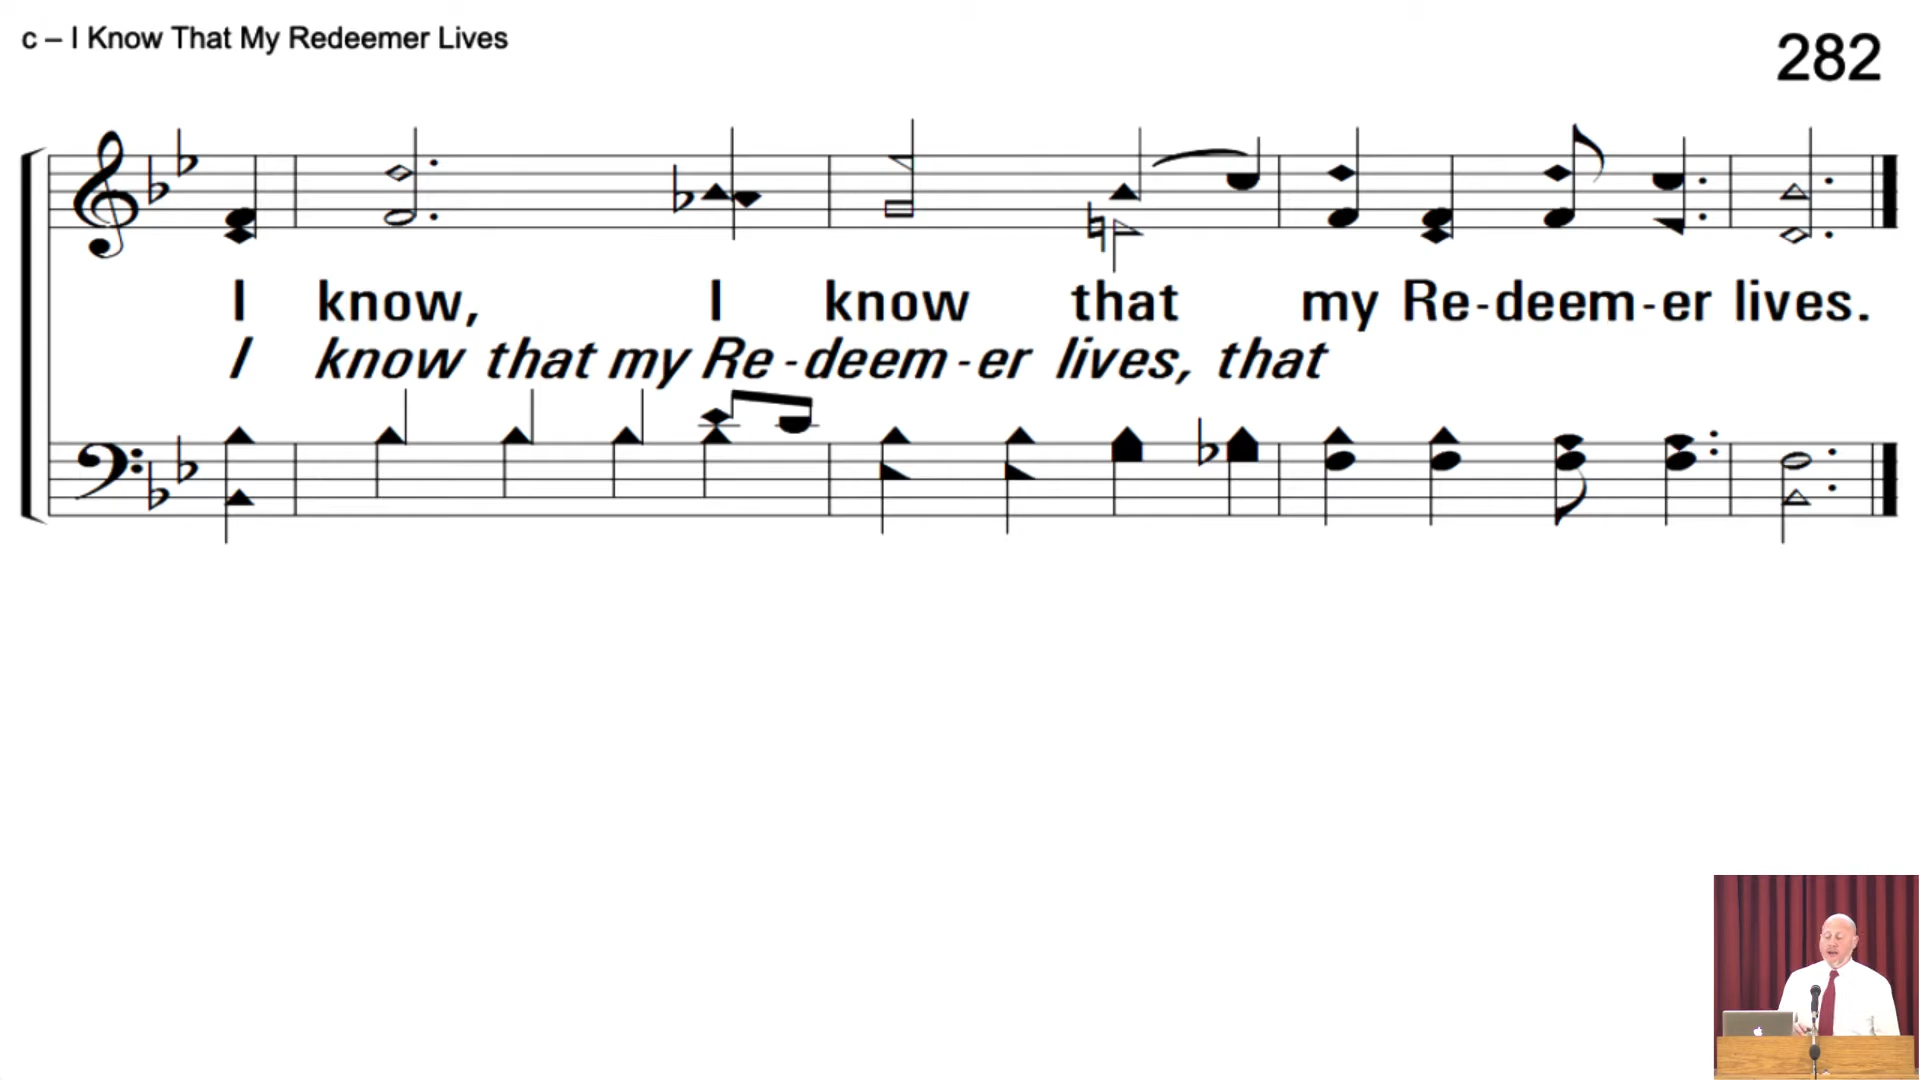 c – I Know That My Redeemer Lives
282
I know, I know that my Re-deem-er lives.
I know that my Re-deem-er lives, that